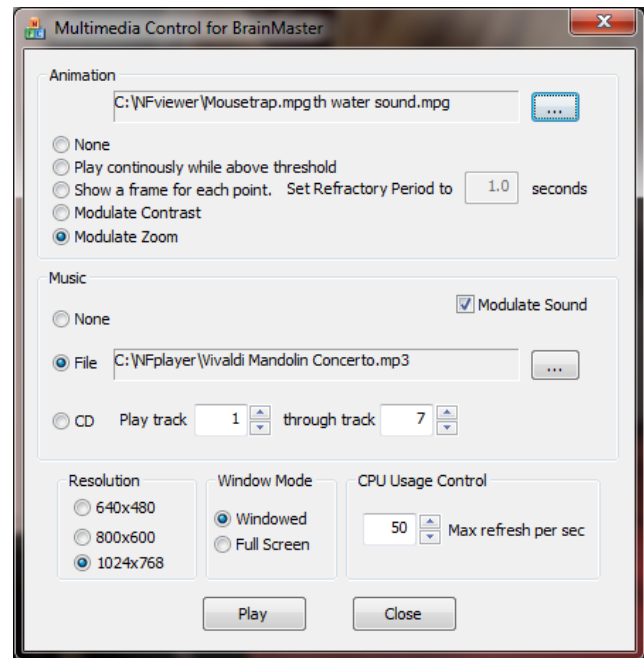 Multimedia Control for BrainMaster
Animation
C:\NFviewer\Mousetrap.mpgth water sound.mpg ...
None
Play continously while above threshold
Show a frame for each point. Set Refractory Period to 1.0 seconds
Modulate Contrast
Modulate Zoom
Music
Modulate Sound
None
File C:\NFplayer\Vivaldi Mandolin Concerto.mp3 ...
CD Play track 1 through track 7
Resolution Window Mode CPU Usage Control
640x480
Windowed 50 Max refresh per sec
800x600
Full Screen
1024x768
Play Close